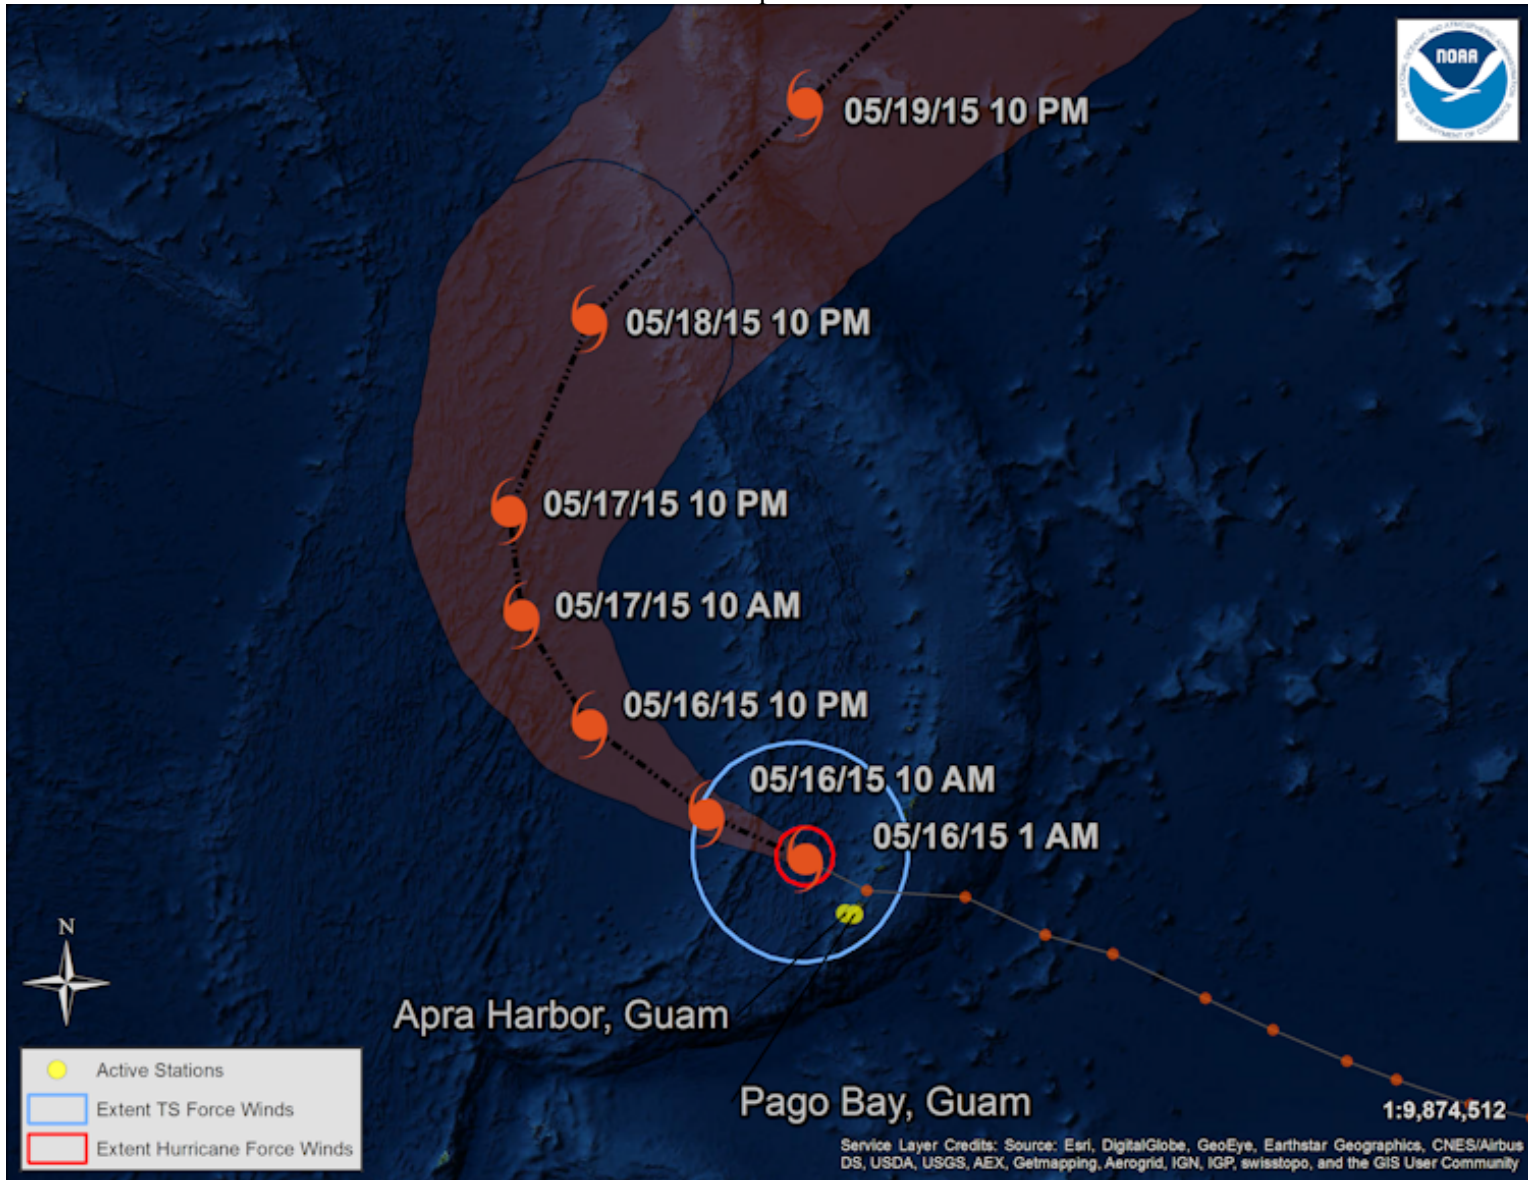 NOAA
05/19/15 10 PM
05/18/15 10 PM
05/17/15 10 PM
05/17/15 10 AM
05/16/15 10 PM
05/16/15 10 AM
05/16/15 1 AM
N
Apra Harbor, Guam
Pago Bay, Guam
Active Stations
Extent TS Force Winds
Extent Hurricane Force Winds
1:9,874,512
Service Layer Credits: Source: Esri, DigitalGlobe, GeoEye, Earthstar Geographics, CNES/Airbus
DS, USDA, USGS, AEX, Getmapping, Aerogrid, IGN, IGP, swisstopo, and the GIS User Community